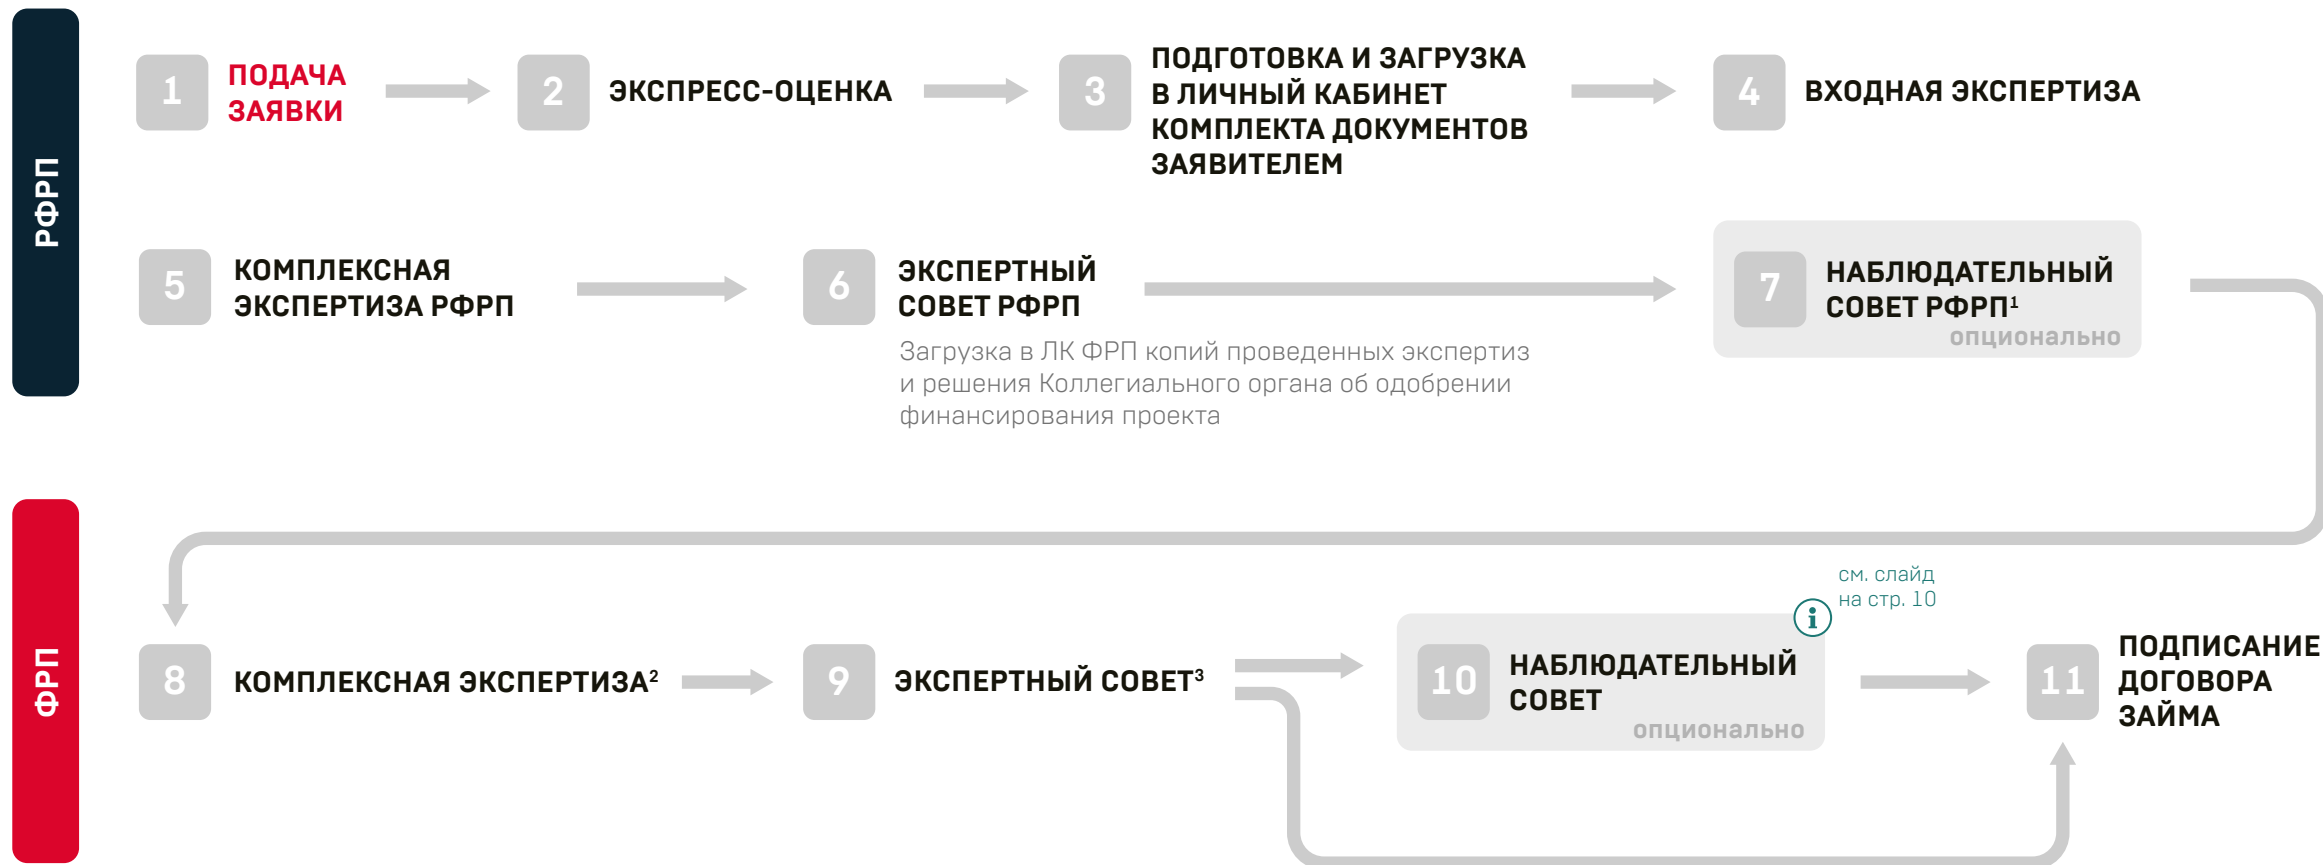 РФРП
1
ПОДАЧА
ЗАЯВКИ
2
ЭКСПРЕСС-ОЦЕНКА
3
ПОДГОТОВКА И ЗАГРУЗКА
В ЛИЧНЫЙ КАБИНЕТ
КОМПЛЕКТА ДОКУМЕНТОВ
ЗАЯВИТЕЛЕМ
4
ВХОДНАЯ ЭКСПЕРТИЗА
5
КОМПЛЕКСНАЯ
ЭКСПЕРТИЗА РФРП
6
ЭКСПЕРТНЫЙ
СОВЕТ РФРП
Загрузка в ЛК ФРП копий проведенных экспертиз
и решения Коллегиального органа об одобрении
финансирования проекта
7
НАБЛЮДАТЕЛЬНЫЙ
СОВЕТ РФРП¹
опционально
ФРП
8
КОМПЛЕКСНАЯ ЭКСПЕРТИЗА²
9
ЭКСПЕРТНЫЙ СОВЕТ³
см. слайд
на стр. 10
i
10
НАБЛЮДАТЕЛЬНЫЙ
СОВЕТ
опционально
11
ПОДПИСАНИЕ
ДОГОВОРА
ЗАЙМА